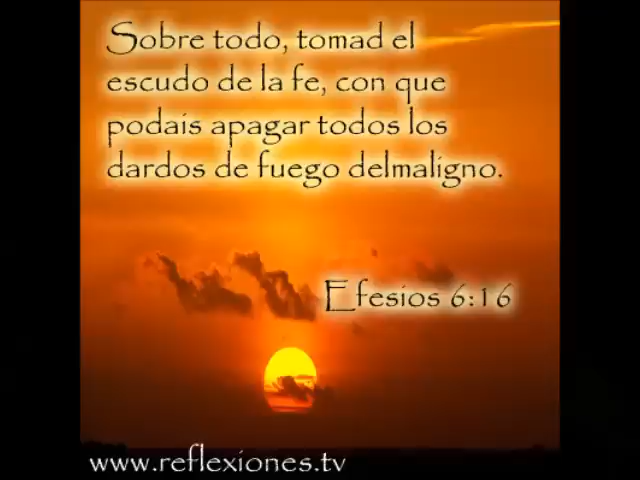 Sobre todo, tomad el
escudo de la fe, con que
podais apagar todos los
dardos de fuego delmaligno.
Efesios 6:16
www.reflexiones.tv